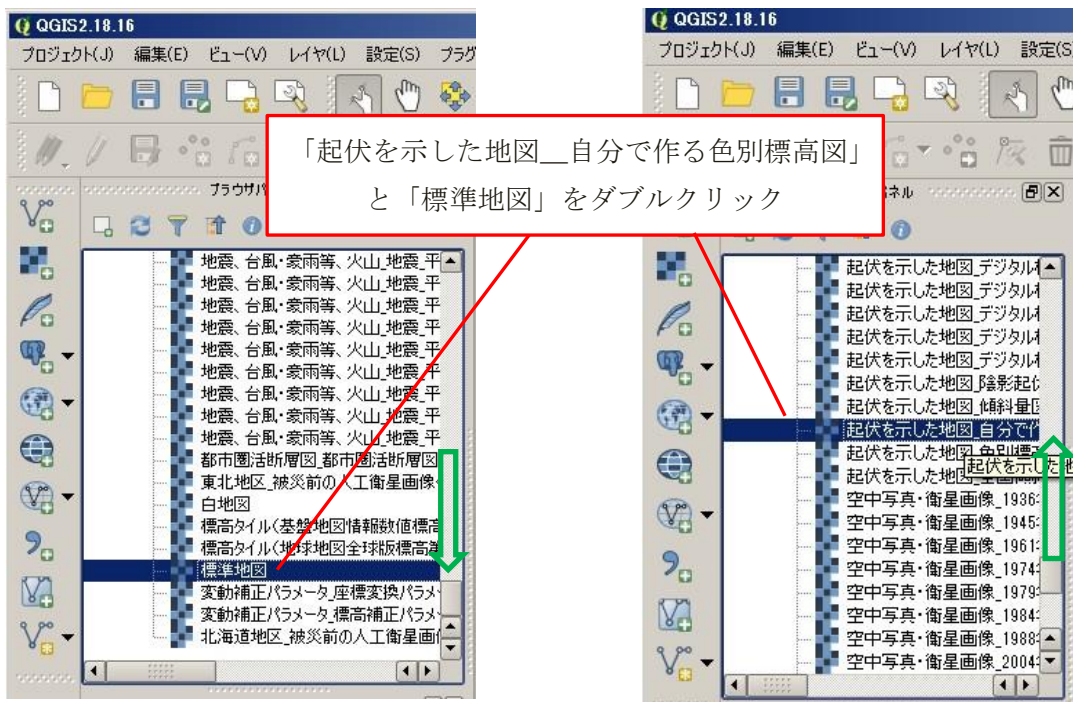 QGIS2.18.16
プロジェクト(J) 編集(E) ビュー(V) レイヤ(L) 設定(S) プラグ
「起伏を示した地図__自分で作る色別標高図」
と「標準地図」をダブルクリック
ブラウザパ
地震、台風・豪雨等、火山_地震_平
地震、台風・豪雨等、火山_地震_平
地震、台風・豪雨等、火山_地震_平
地震、台風・豪雨等、火山_地震_平
地震、台風・豪雨等、火山_地震_平
地震、台風・豪雨等、火山_地震_平
地震、台風・豪雨等、火山_地震_平
地震、台風・豪雨等、火山_地震_平
地震、台風・豪雨等、火山_地震_平
都市圏活断層図_都市圏活断層図
東北地区_被災前の人工衛星画像
白地図
標高タイル(基盤地図情報数値標高
標高タイル(地球地図全球版標高第
標準地図
変動補正パラメータ_座標変換パラメ
変動補正パラメータ_標高補正パラメ
北海道地区_被災前の人工衛星画
QGIS2.18.16
プロジェクト(J) 編集(E) ビュー(V) レイヤ(L) 設定(S
ネル
起伏を示した地図_デジタル
起伏を示した地図_デジタル
起伏を示した地図_デジタル
起伏を示した地図_デジタル
起伏を示した地図_デジタル
起伏を示した地図_陰影起
起伏を示した地図_傾斜量
起伏を示した地図_自分で作
起伏を示した地図_色別標
起伏を示した地図
起伏を示した地
空中写真・衛星画像_1936
空中写真・衛星画像_1945
空中写真・衛星画像_1961
空中写真・衛星画像_1974
空中写真・衛星画像_1979
空中写真・衛星画像_1984
空中写真・衛星画像_1988
空中写真・衛星画像_2004